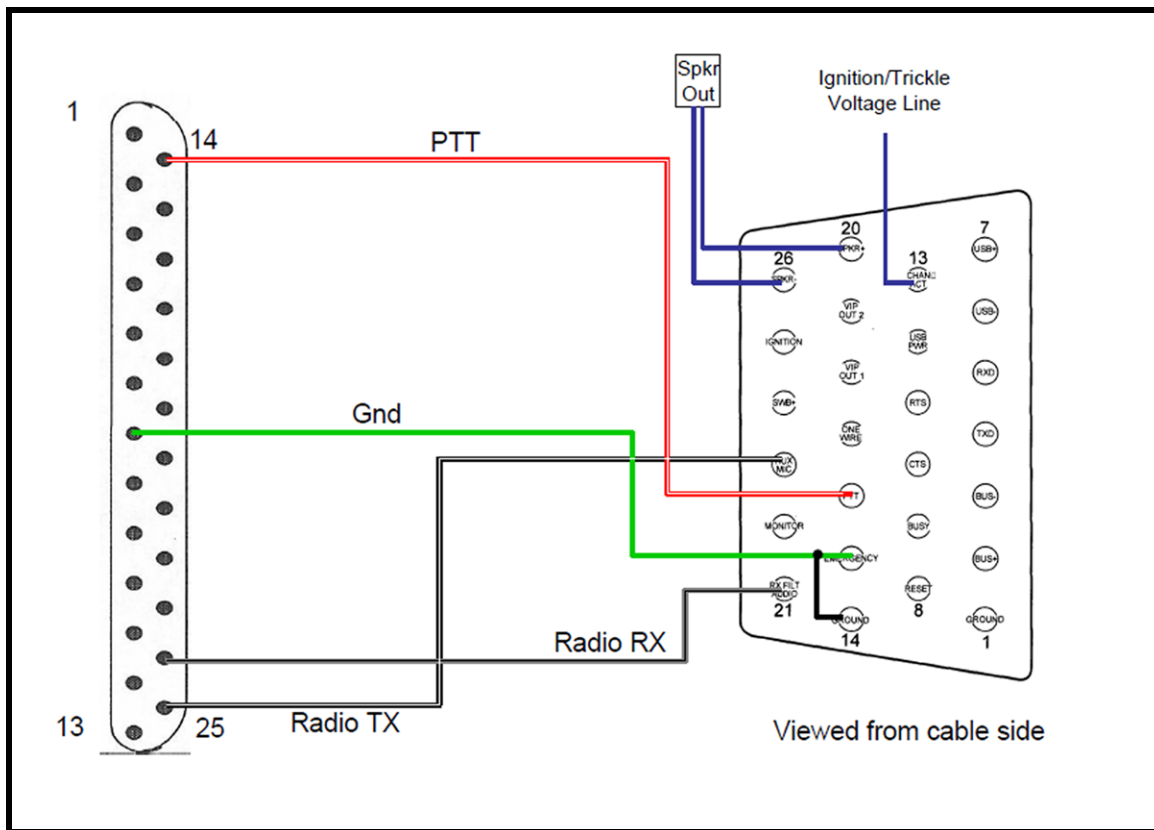 Spkr
Out
Ignition/Trickle
Voltage Line
1
14
PTT
20
7
SPKR+
USB+
26
13
SPKR-
CHAN
ACT
VIP
OUT 2
USB-
IGNITION
USB
PWR
VIP
OUT 1
RXD
Gnd
SWB+
RTS
ONE
WIRE
TXD
AUX
MIC
CTS
PTT
BUS-
MONITOR
BUSY
EMERGENCY
BUS+
RX FILT
AUDIO
RESET
21
8
GROUND
GROUND
14
1
Radio RX
Radio TX
13
25
Viewed from cable side